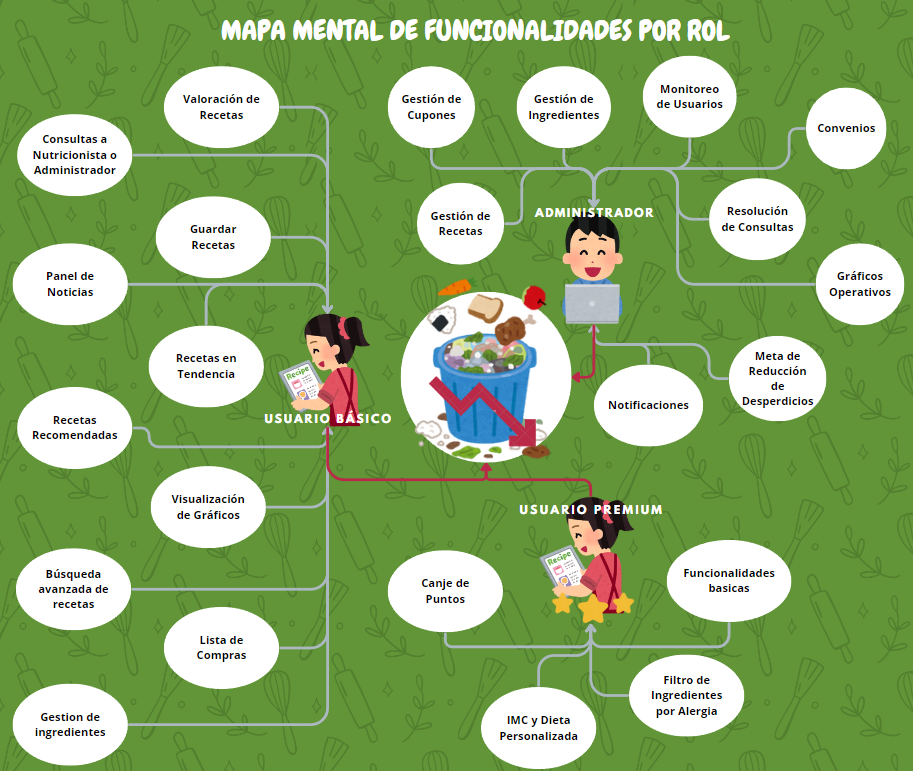 MAPA MENTAL DE FUNCIONALIDADES POR ROL
Valoración de
Recetas
Consultas a
Nutricionista o
Administrador
Guardar
Recetas
Panel de
Noticias
Recetas en
Tendencia
Recetas
Recomendadas
Visualización
de Gráficos
Búsqueda
avanzada de
recetas
Lista de
Compras
Gestion de
ingredientes
Recipe
USUARIO BÁSICO
Gestión de
Cupones
Gestión de
Ingredientes
Monitoreo
de Usuarios
Convenios
Gestión de
Recetas
ADMINISTRADOR
Resolución
de Consultas
Gráficos
Operativos
Notificaciones
Meta de
Reducción
de
Desperdicios
USUARIO PREMIUM
Recipe
Canje de
Puntos
Funcionalidades
basicas
IMC y Dieta
Personalizada
Filtro de
Ingredientes
por Alergia